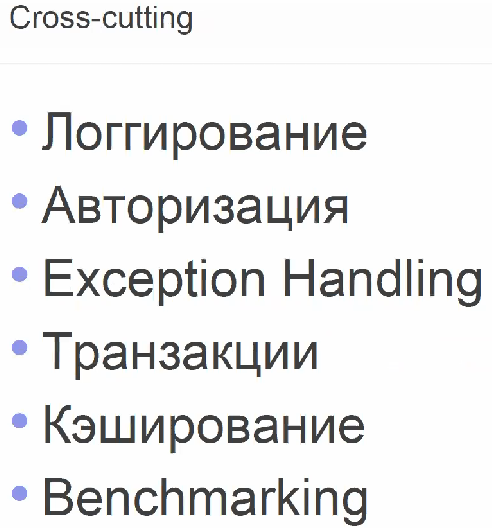 Cross-cutting
• Логгирование
• Авторизация
• Exception Handling
• Транзакции
• Кэширование
• Benchmarking